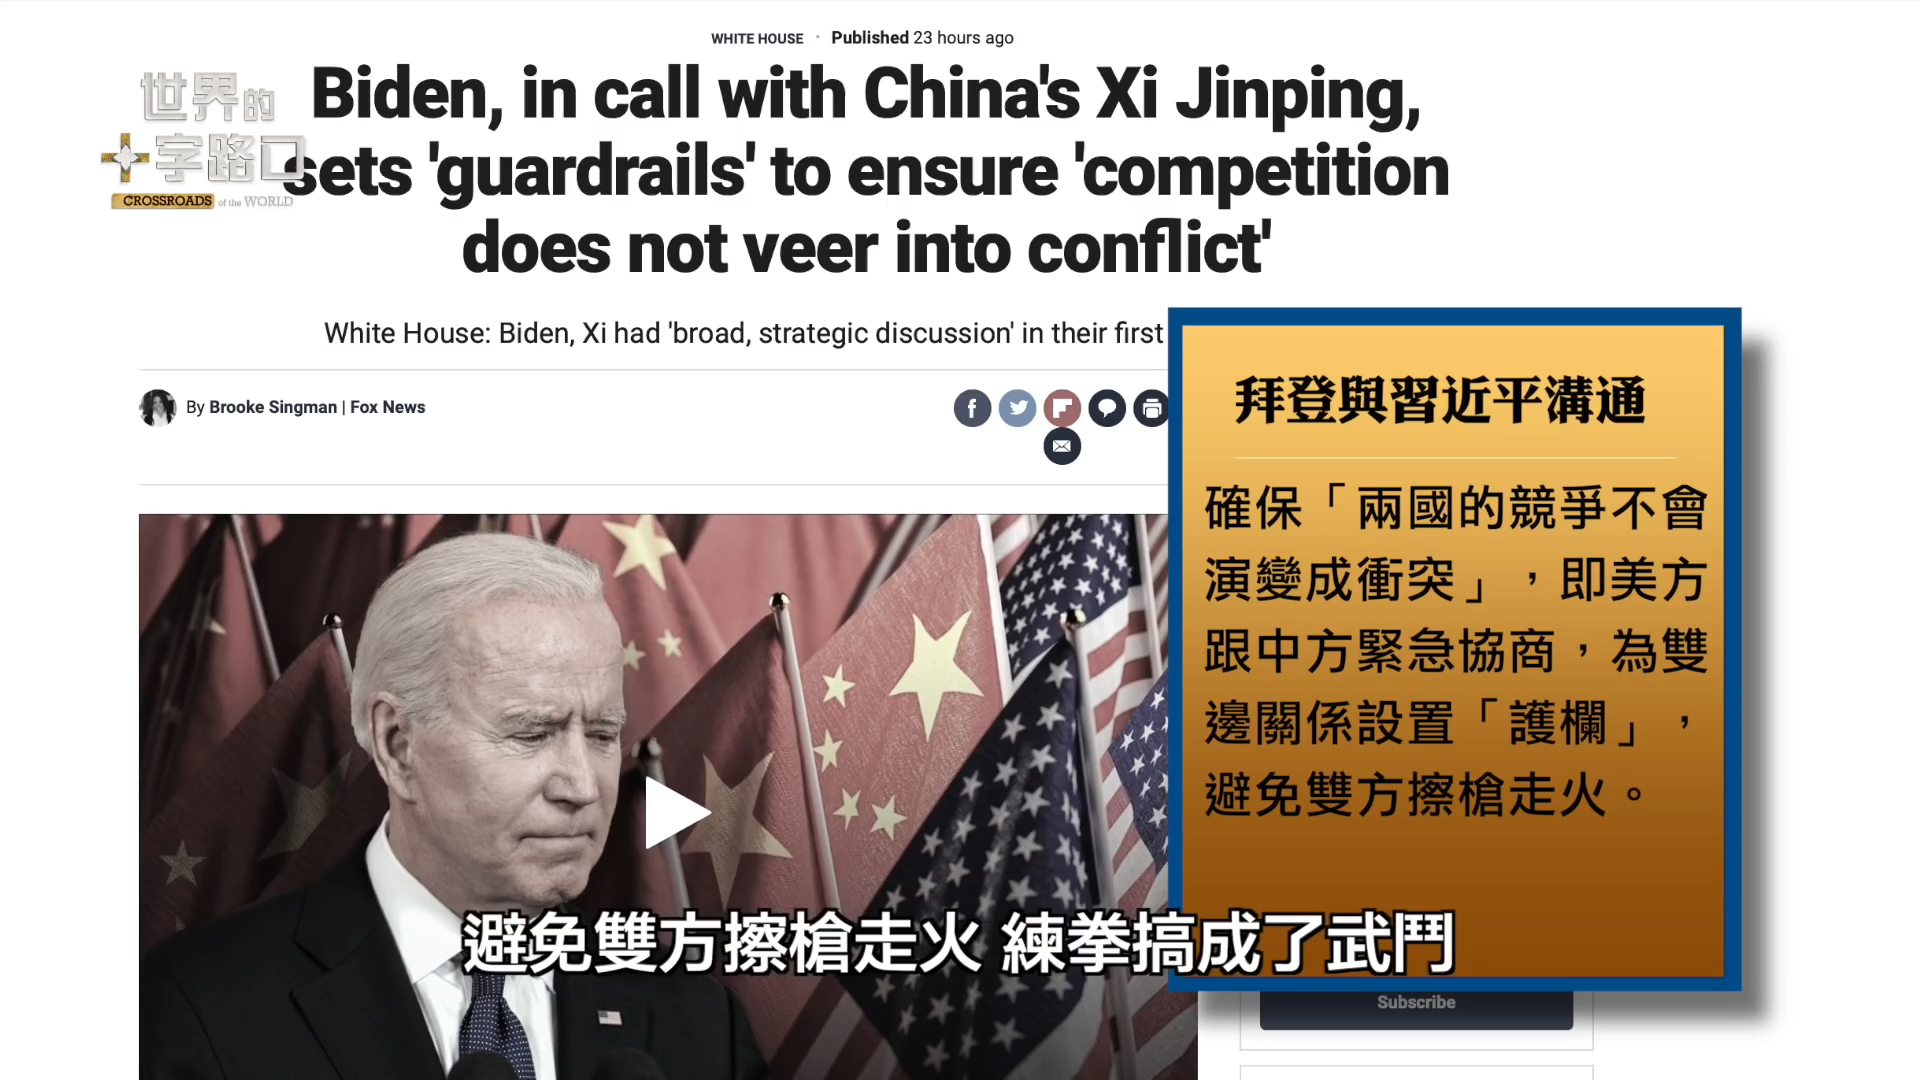 WHITE HOUSE · Published 23 hours ago
世界的
十字路口
CROSSROADS of the WORLD
Biden, in call with China's Xi Jinping,
sets 'guardrails' to ensure 'competition
does not veer into conflict'
White House: Biden, Xi had 'broad, strategic discussion' in their first
By Brooke Singman | Fox News
拜登與習近平溝通
確保「兩國的競爭不會
演變成衝突」，即美方
跟中方緊急協商，為雙
邊關係設置「護欄」，
避免雙方擦槍走火。
避免雙方擦槍走火 練拳搞成了武鬥
Subscribe